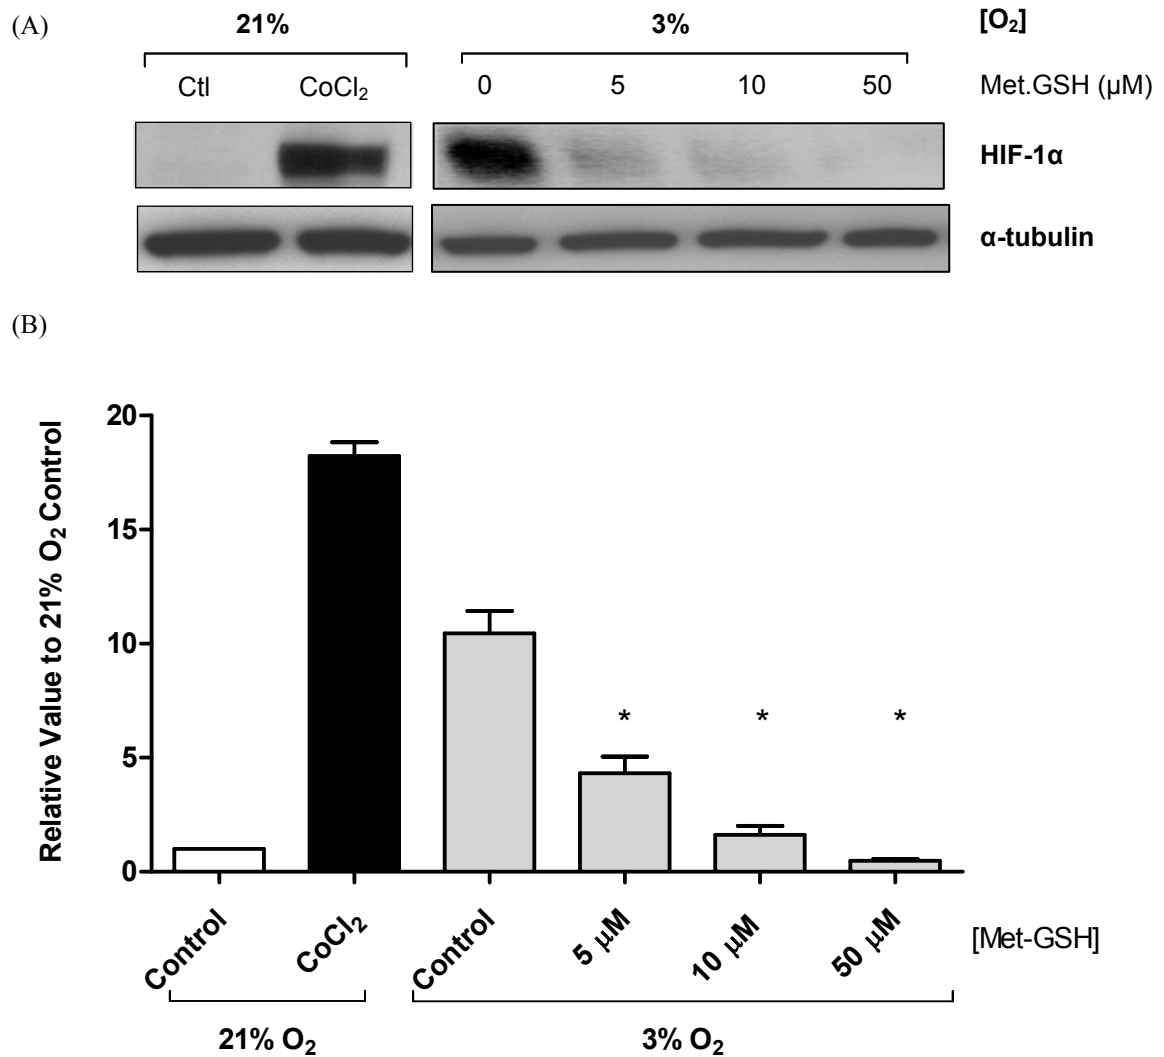 (A) 21% 3% [O₂]
Ctl CoCl₂ 0 5 10 50 Met.GSH (µM)
HIF-1α
α-tubulin
(B)
Relative Value to 21% O₂ Control
20
15
10
5
0
* * *
Control CoCl₂ Control 5 µM 10 µM 50 µM [Met-GSH]
21% O₂ 3% O₂